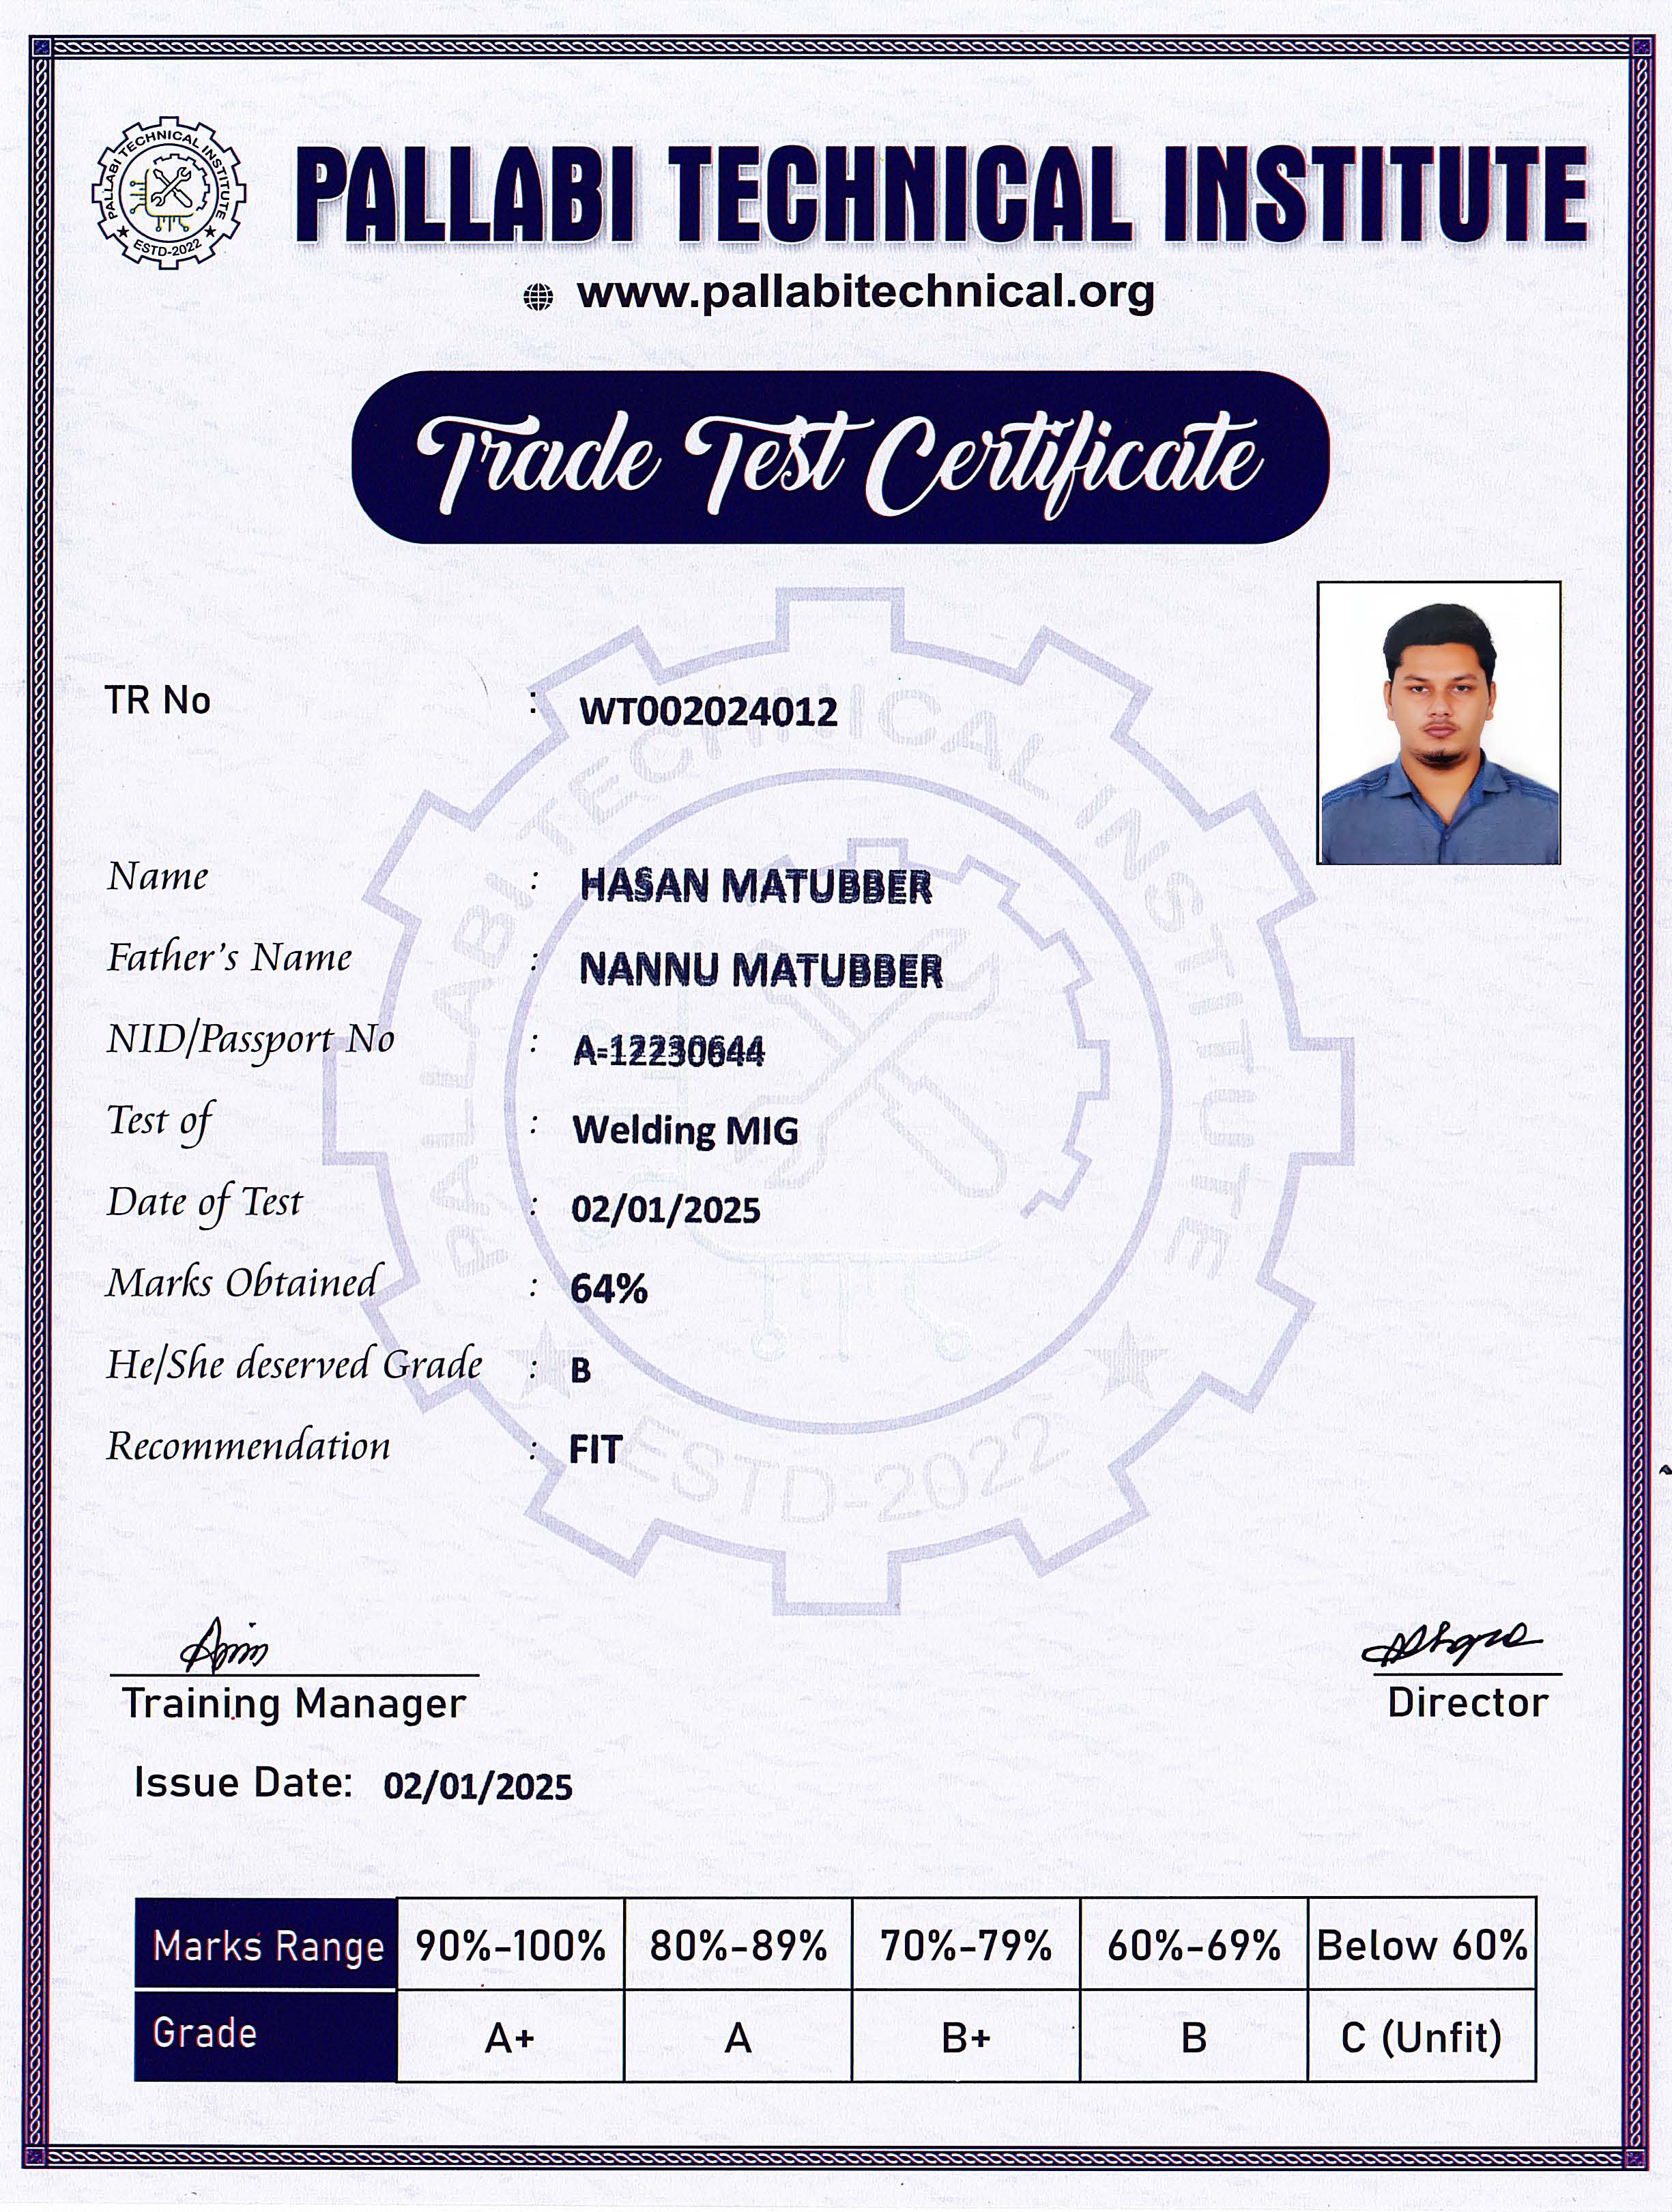 PALLABI TECHNICAL INSTITUTE
PALLABI TECHNICAL INSTITUTE
ESTD-2022
www.pallabitechnical.org
Trade Test Certificate
TR No : WT002024012
Name : HASAN MATUBBER
Father's Name : NANNU MATUBBER
NID/Passport No : A-12230644
Test of : Welding MIG
Date of Test : 02/01/2025
Marks Obtained : 64%
He/She deserved Grade : B
Recommendation : FIT
PALLABI TECHNICAL INSTITUTE
ESTD-2022
Training Manager
Director
Issue Date: 02/01/2025
Marks Range 90%-100% 80%-89% 70%-79% 60%-69% Below 60%
Grade A+ A B+ B C (Unfit)